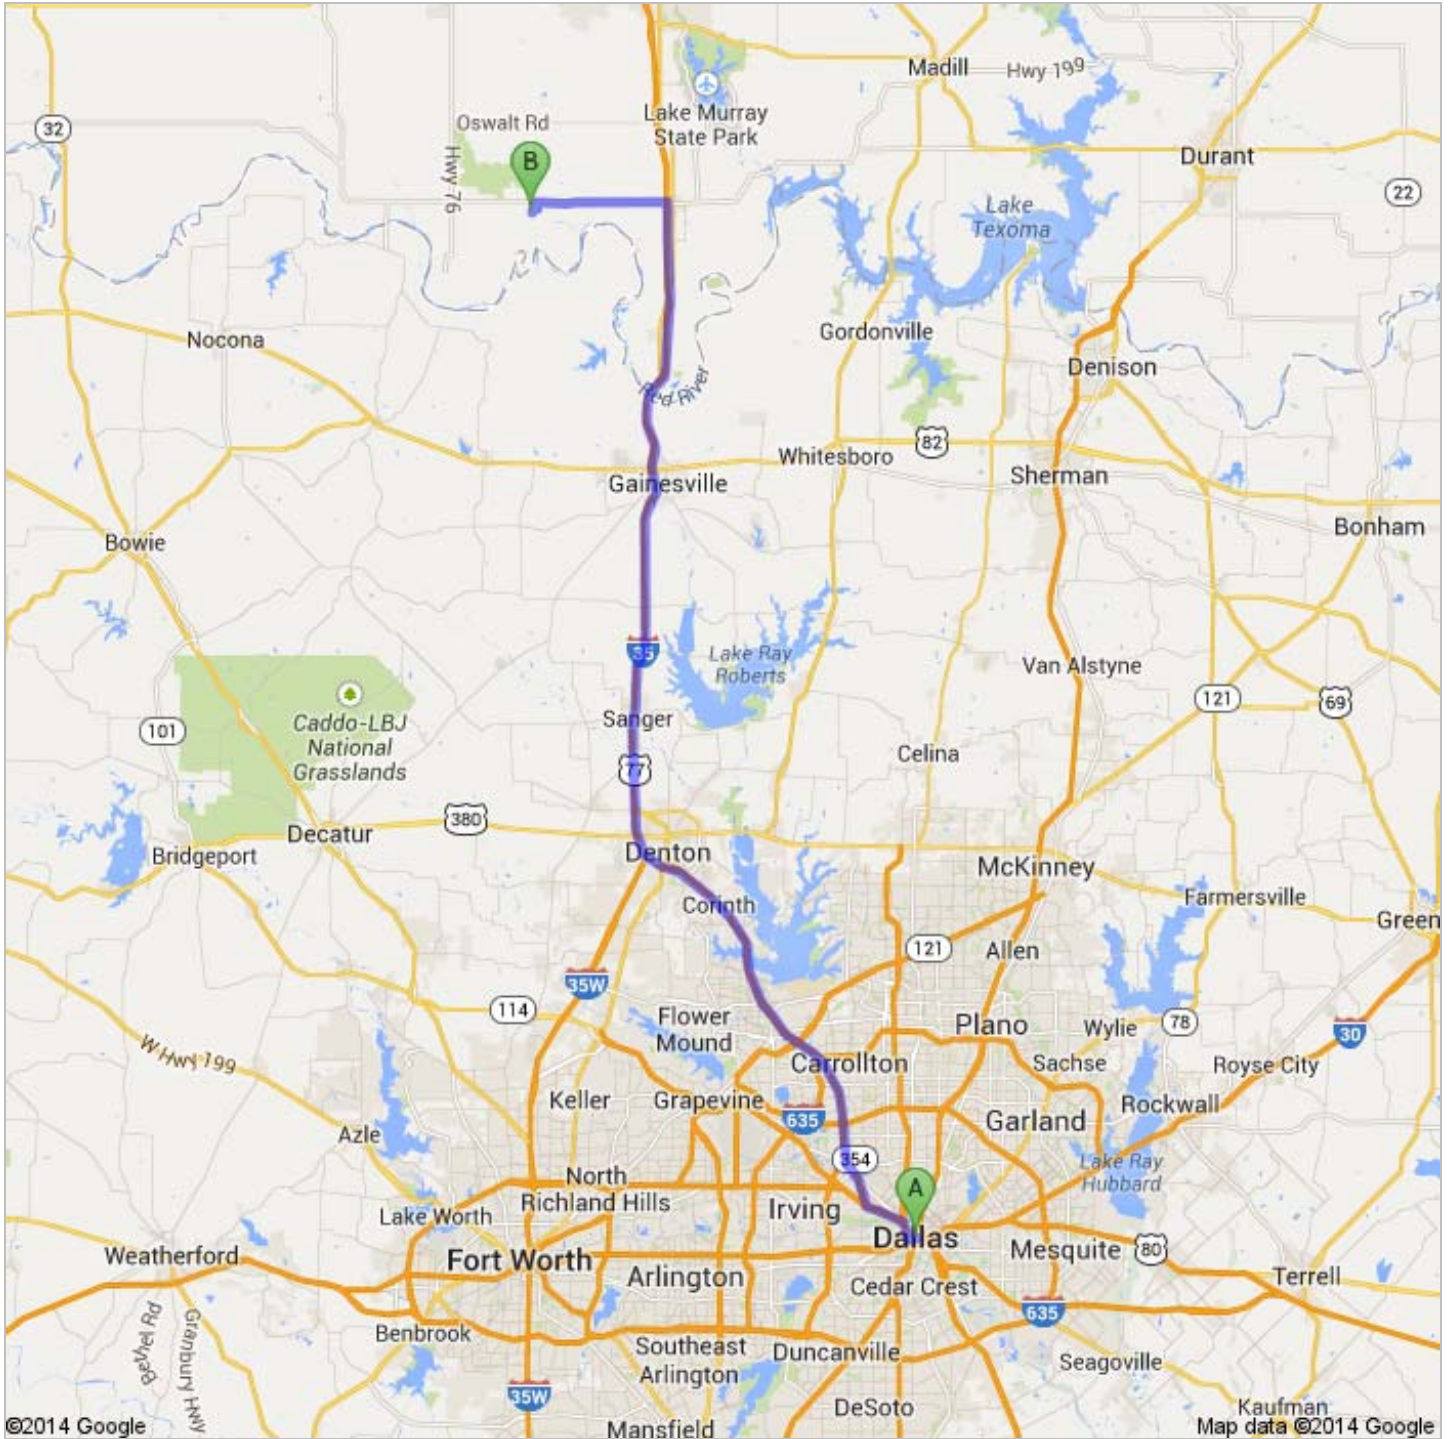 Madill
Hwy 199
Lake Murray
State Park
Oswalt Rd
32
B
Hwy 76
Durant
22
Lake
Texoma
Nocona
Gordonville
Denison
Red River
82
Whitesboro
Gainesville
Sherman
Bonham
Bowie
35
Lake Ray
Roberts
Van Alstyne
121
69
Caddo-LBJ
National
Grasslands
101
Sanger
77
Celina
380
Decatur
Bridgeport
Denton
McKinney
Corinth
Farmersville
Green
121
Allen
35W
114
Flower
Mound
Plano
Wylie
78
30
W Hwy 199
Carrollton
Sachse
Royse City
Keller
Grapevine
635
Rockwall
Garland
Azle
354
Lake Ray
Hubbard
North
Richland Hills
A
Irving
Lake Worth
Dallas
Weatherford
Fort Worth
Mesquite
80
Arlington
Cedar Crest
Terrell
635
Bethel Rd
Granbury Hwy
Benbrook
Southeast
Arlington
Duncanville
Seagoville
35W
DeSoto
Kaufman
Mansfield
©2014 Google
Map data ©2014 Google